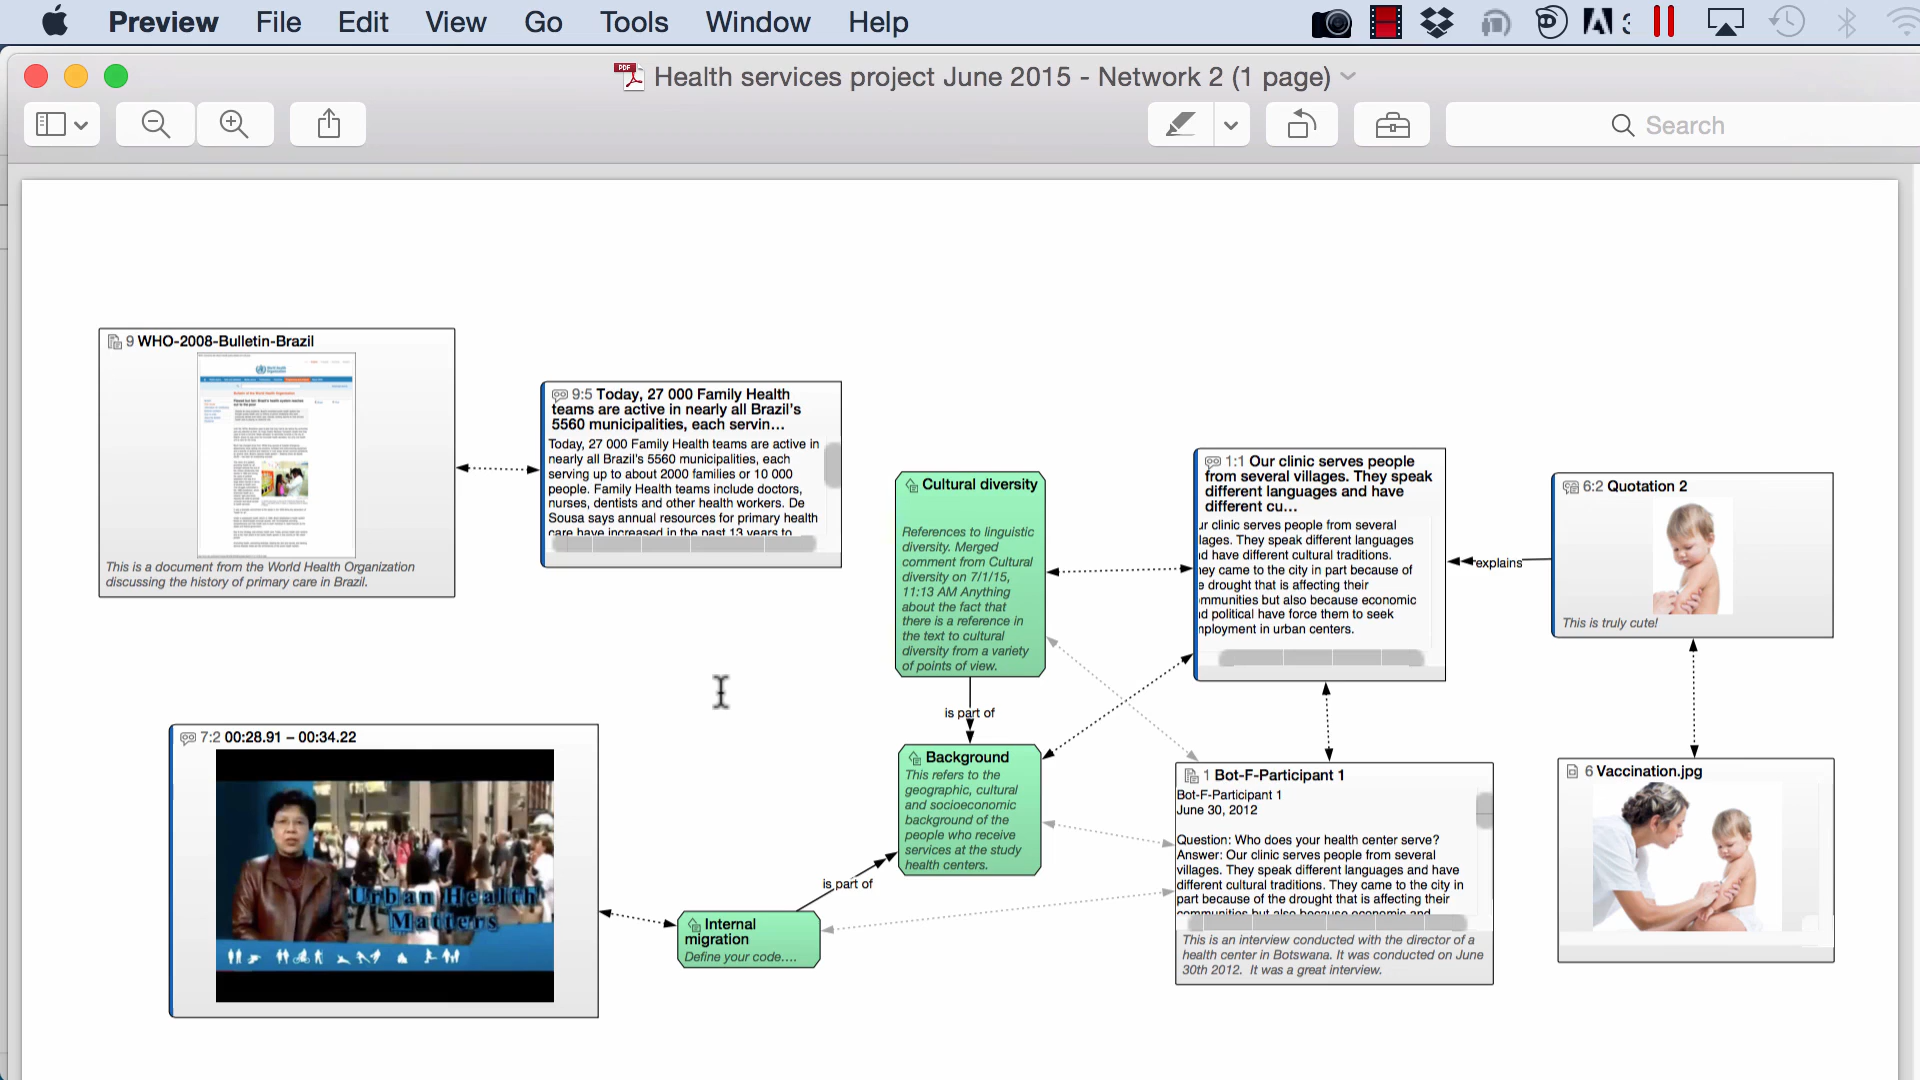 Preview File Edit View Go Tools Window Help
Health services project June 2015 - Network 2 (1 page)
Search
9 WHO-2008-Bulletin-Brazil
This is a document from the World Health Organization
discussing the history of primary care in Brazil.
9:5 Today, 27 000 Family Health
teams are active in nearly all Brazil's
5560 municipalities, each servin...
Today, 27 000 Family Health teams are active in
nearly all Brazil's 5560 municipalities, each
serving up to about 2000 families or 10 000
people. Family Health teams include doctors,
nurses, dentists and other health workers. De
Sousa says annual resources for primary health
care have increased in the past 13 years to
Cultural diversity
References to linguistic
diversity. Merged
comment from Cultural
diversity on 7/1/15,
11:13 AM Anything
about the fact that
there is a reference in
the text to cultural
diversity from a variety
of points of view.
1:1 Our clinic serves people
from several villages. They speak
different languages and have
different cu...
ur clinic serves people from several
lages. They speak different languages
d have different cultural traditions.
ey came to the city in part because of
e drought that is affecting their
mmunities but also because economic
d political have force them to seek
nployment in urban centers.
explains
6:2 Quotation 2
This is truly cute!
is part of
7:2 00:28.91 – 00:34.22
Urban Health
Matters
Background
This refers to the
geographic, cultural
and socioeconomic
background of the
people who receive
services at the study
health centers.
is part of
Internal
migration
Define your code....
1 Bot-F-Participant 1
Bot-F-Participant 1
June 30, 2012
Question: Who does your health center serve?
Answer: Our clinic serves people from several
villages. They speak different languages and have
different cultural traditions. They came to the city in
part because of the drought that is affecting their
communities but also because economic and
This is an interview conducted with the director of a
health center in Botswana. It was conducted on June
30th 2012. It was a great interview.
6 Vaccination.jpg